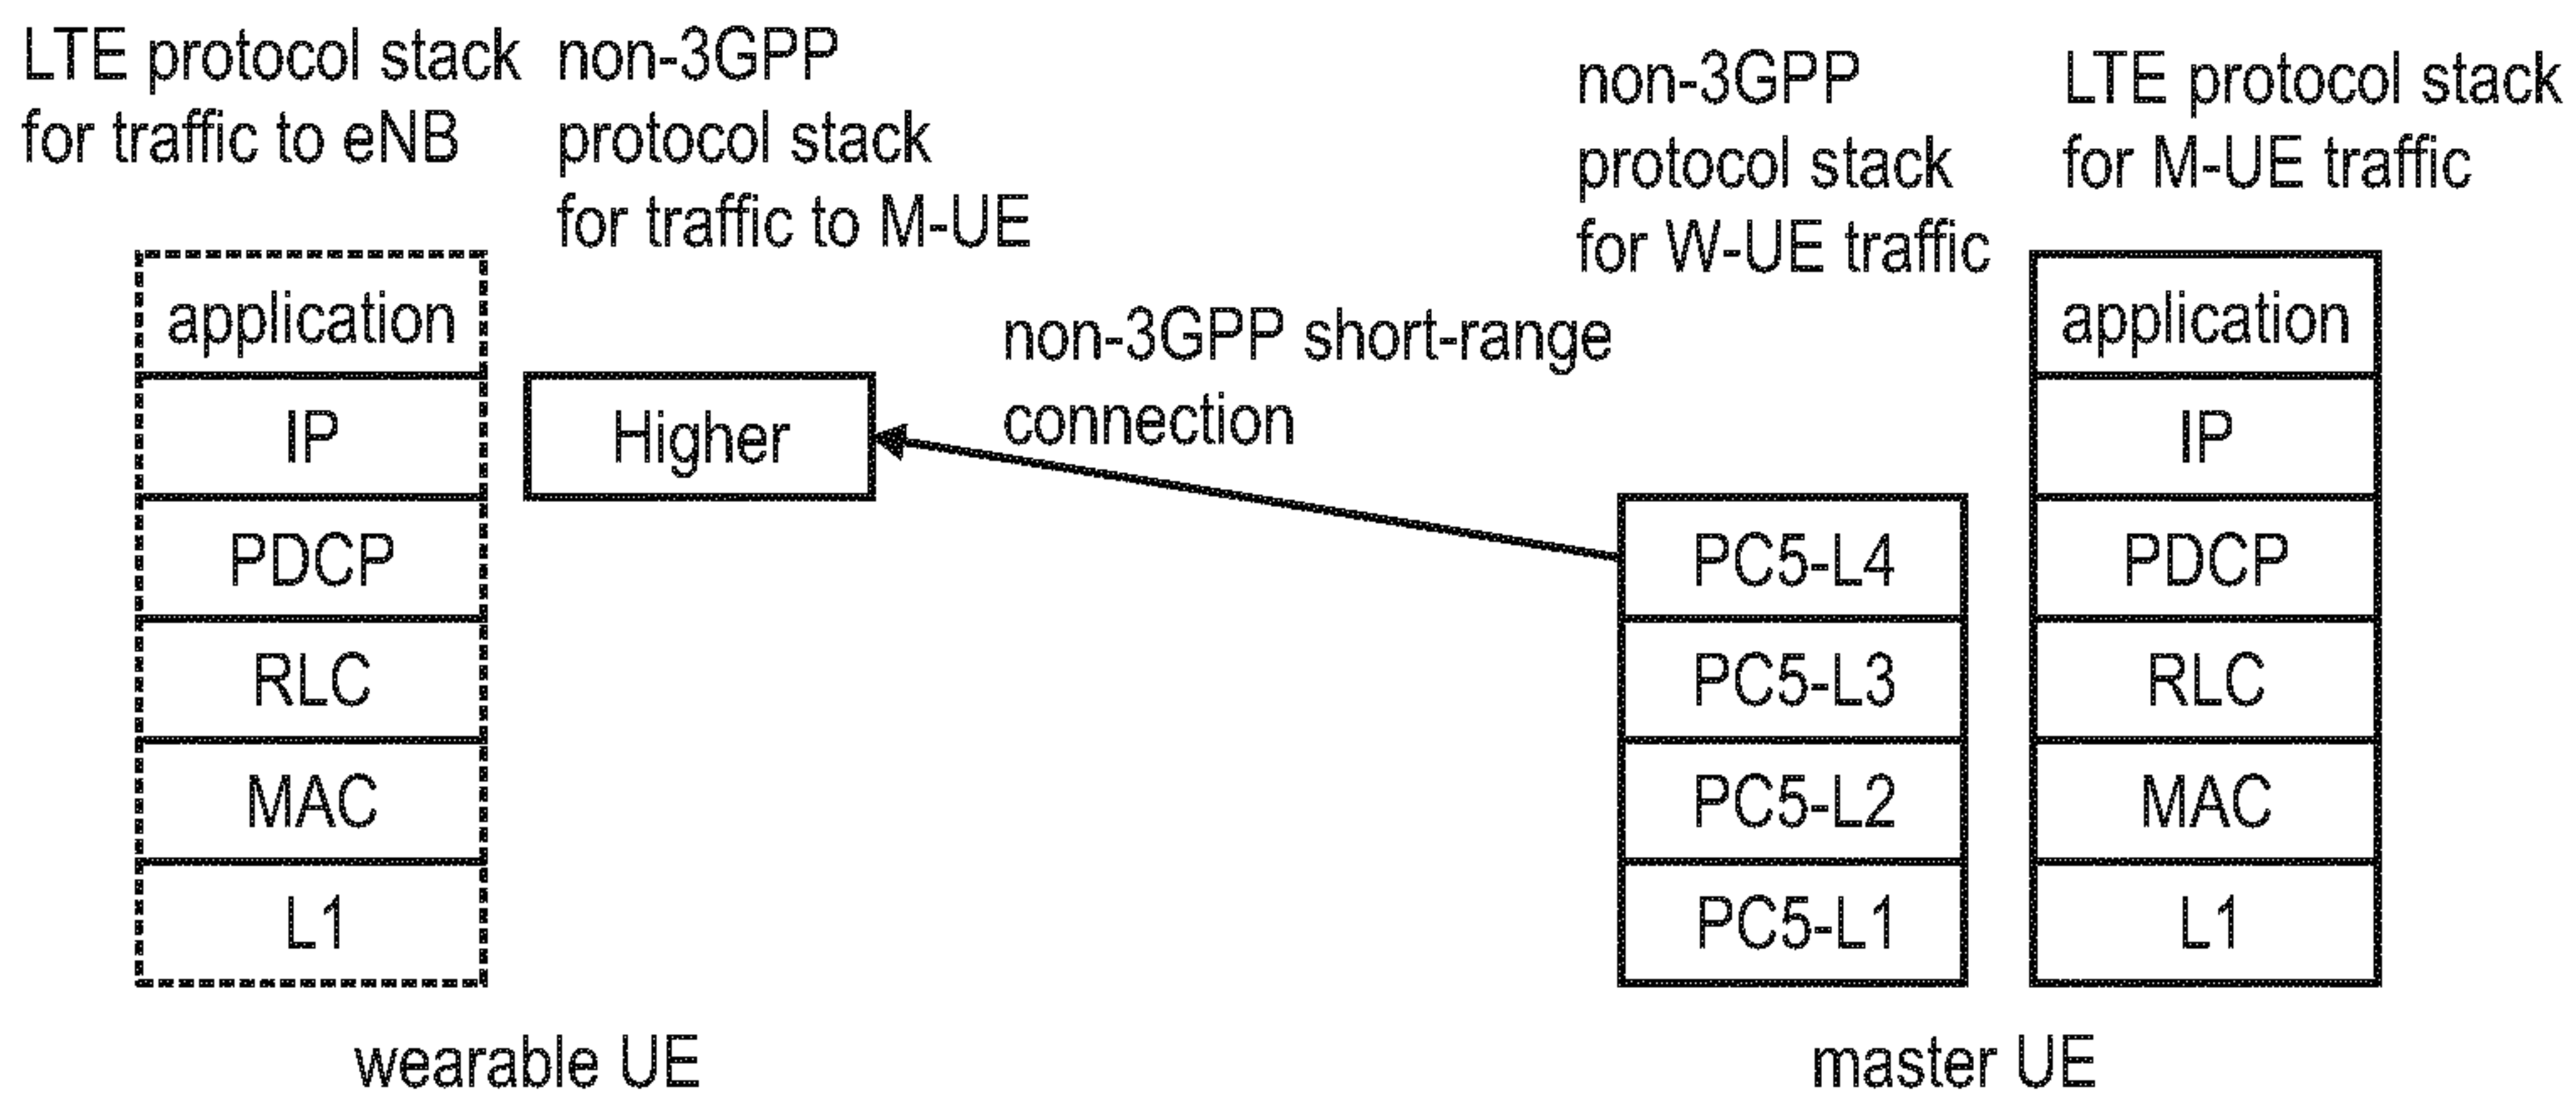 LTE protocol stack
for traffic to eNB
non-3GPP
protocol stack
for traffic to M-UE
non-3GPP
protocol stack
for W-UE traffic
LTE protocol stack
for M-UE traffic
application
IP
PDCP
RLC
MAC
L1
Higher
non-3GPP short-range
connection
PC5-L4
PC5-L3
PC5-L2
PC5-L1
application
IP
PDCP
RLC
MAC
L1
wearable UE
master UE